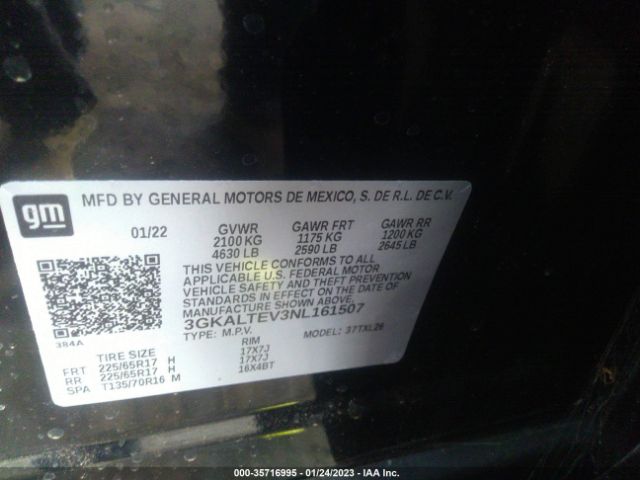 gm
MFD BY GENERAL MOTORS DE MEXICO, S. DE R.L. DE C.V.
01/22 GVWR GAWR FRT GAWR RR
2100 KG 1175 KG 1200 KG
4630 LB 2590 LB 2645 LB
THIS VEHICLE CONFORMS TO ALL
APPLICABLE U.S. FEDERAL MOTOR
VEHICLE SAFETY AND THEFT PREVENTION
STANDARDS IN EFFECT ON THE DATE OF
MANUFACTURE SHOWN ABOVE.
3GKALTEV3NL161507
384A
TYPE: M.P.V. MODEL: 37TXL26
TIRE SIZE RIM
FRT 225/65R17 H 17X7J
RR 225/65R17 H 17X7J
SPA T135/70R16 M 16X4BT
000-35716995 - 01/24/2023 - IAA Inc.